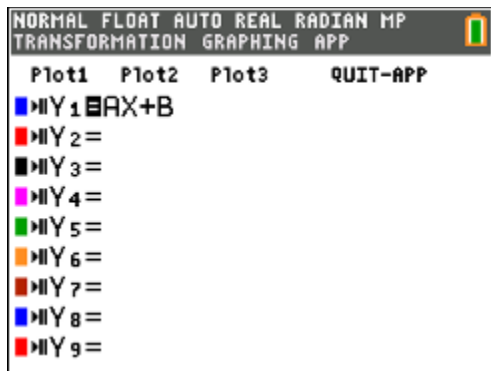 NORMAL FLOAT AUTO REAL RADIAN MP
TRANSFORMATION GRAPHING APP
Plot1 Plot2 Plot3 QUIT-APP
Y1=AX+B
Y2=
Y3=
Y4=
Y5=
Y6=
Y7=
Y8=
Y9=